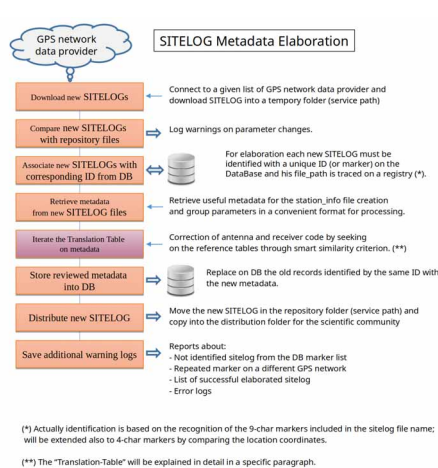 GPS network
data provider
SITELOG Metadata Elaboration
Download new SITELOGs
Connect to a given list of GPS network data provider and
download SITELOG into a tempory folder (service path)
Compare new SITELOGs
with repository files
Log warnings on parameter changes.
Associate new SITELOGs with
corresponding ID from DB
For elaboration each new SITELOG must be
identified with a unique ID (or marker) on the
DataBase and his file_path is traced on a registry (*).
Retrieve metadata
from new SITELOG files
Retrieve useful metadata for the station_info file creation
and group parameters in a convenient format for processing.
Iterate the Translation Table
on metadata
Correction of antenna and receiver code by seeking
on the reference tables through smart similarity criterion. (**)
Store reviewed metadata
into DB
Replace on DB the old records identified by the same ID with
the new metadata.
Distribute new SITELOG
Move the new SITELOG in the repository folder (service path) and
copy into the distribution folder for the scientific community
Save additional warning logs
Reports about:
- Not identified sitelog from the DB marker list
- Repeated marker on a different GPS network
- List of successful elaborated sitelog
- Error logs
(*) Actually identification is based on the recognition of the 9-char markers included in the sitelog file name;
will be extended also to 4-char markers by comparing the location coordinates.
(**) The "Translation-Table" will be explained in detail in a specific paragraph.